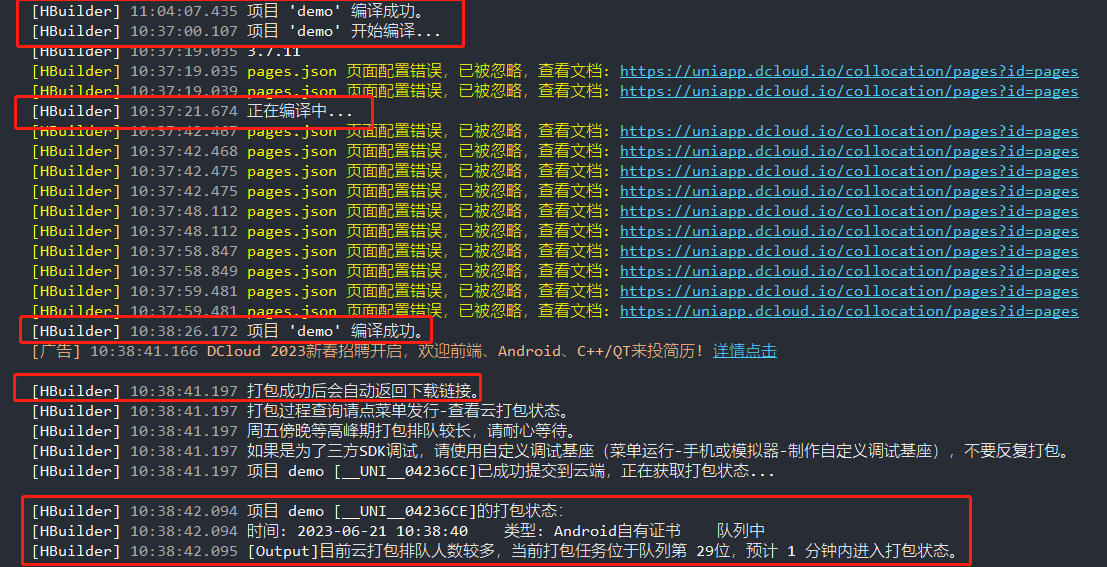 [HBuilder] 11:04:07.435 项目 'demo' 编译成功。
[HBuilder] 10:37:00.107 项目 'demo' 开始编译...
[HBuilder] 10:37:19.035 3.7.11
[HBuilder] 10:37:19.035 pages.json 页面配置错误，已被忽略，查看文档: https://uniapp.dcloud.io/collocation/pages?id=pages
[HBuilder] 10:37:19.039 pages.json 页面配置错误，已被忽略，查看文档: https://uniapp.dcloud.io/collocation/pages?id=pages
[HBuilder] 10:37:21.674 正在编译中...
[HBuilder] 10:37:42.467 pages.json 页面配置错误，已被忽略，查看文档: https://uniapp.dcloud.io/collocation/pages?id=pages
[HBuilder] 10:37:42.468 pages.json 页面配置错误，已被忽略，查看文档: https://uniapp.dcloud.io/collocation/pages?id=pages
[HBuilder] 10:37:42.475 pages.json 页面配置错误，已被忽略，查看文档: https://uniapp.dcloud.io/collocation/pages?id=pages
[HBuilder] 10:37:42.475 pages.json 页面配置错误，已被忽略，查看文档: https://uniapp.dcloud.io/collocation/pages?id=pages
[HBuilder] 10:37:48.112 pages.json 页面配置错误，已被忽略，查看文档: https://uniapp.dcloud.io/collocation/pages?id=pages
[HBuilder] 10:37:48.112 pages.json 页面配置错误，已被忽略，查看文档: https://uniapp.dcloud.io/collocation/pages?id=pages
[HBuilder] 10:37:58.847 pages.json 页面配置错误，已被忽略，查看文档: https://uniapp.dcloud.io/collocation/pages?id=pages
[HBuilder] 10:37:58.849 pages.json 页面配置错误，已被忽略，查看文档: https://uniapp.dcloud.io/collocation/pages?id=pages
[HBuilder] 10:37:59.481 pages.json 页面配置错误，已被忽略，查看文档: https://uniapp.dcloud.io/collocation/pages?id=pages
[HBuilder] 10:37:59.481 pages.json 页面配置错误，已被忽略，查看文档: https://uniapp.dcloud.io/collocation/pages?id=pages
[HBuilder] 10:38:26.172 项目 'demo' 编译成功。
[广告] 10:38:41.166 DCloud 2023新春招聘开启，欢迎前端、Android、C++/QT来投简历! 详情点击
[HBuilder] 10:38:41.197 打包成功后会自动返回下载链接。
[HBuilder] 10:38:41.197 打包过程查询请点菜单发行-查看云打包状态。
[HBuilder] 10:38:41.197 周五傍晚等高峰期打包排队较长，请耐心等待。
[HBuilder] 10:38:41.197 如果是为了三方SDK调试，请使用自定义调试基座（菜单运行-手机或模拟器-制作自定义调试基座），不要反复打包。
[HBuilder] 10:38:41.197 项目 demo [__UNI__04236CE]已成功提交到云端，正在获取打包状态...
[HBuilder] 10:38:42.094 项目 demo [__UNI__04236CE]的打包状态:
[HBuilder] 10:38:42.094 时间: 2023-06-21 10:38:40 类型: Android自有证书 队列中
[HBuilder] 10:38:42.095 [Output]目前云打包排队人数较多，当前打包任务位于队列第 29位，预计 1 分钟内进入打包状态。